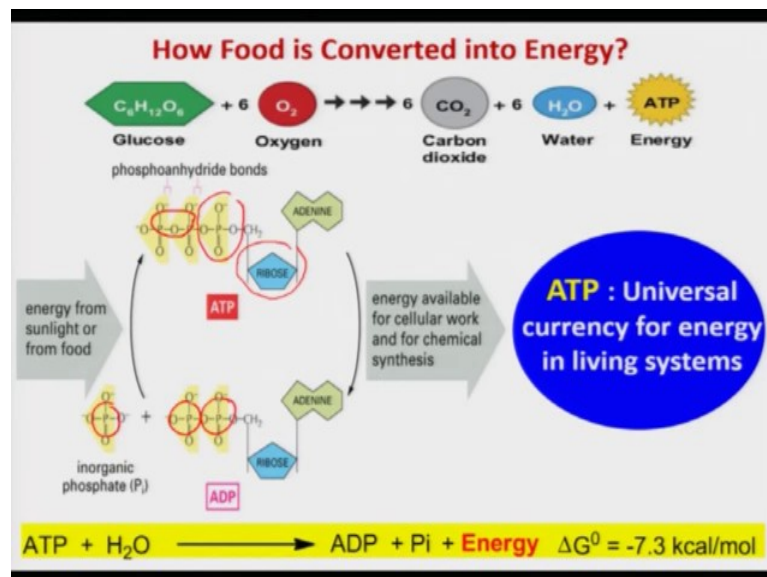 How Food is Converted into Energy?
C₆H₁₂O₆ + 6 O₂ → → → 6 CO₂ + 6 H₂O + ATP
Glucose Oxygen Carbon dioxide Water Energy
phosphoanhydride bonds
O⁻ O⁻ O⁻
⁻O–P–O–P–O–P–O–CH₂ ADENINE
O O O
RIBOSE
ATP
energy from
sunlight or
from food
energy available
for cellular work
and for chemical
synthesis
ATP : Universal
currency for energy
in living systems
O⁻ O⁻ O⁻
⁻O–P–O⁻ + ⁻O–P–O–P–O–CH₂ ADENINE
O O O
RIBOSE
inorganic
phosphate (Pᵢ)
ADP
ATP + H₂O → ADP + Pi + Energy ΔG⁰ = -7.3 kcal/mol